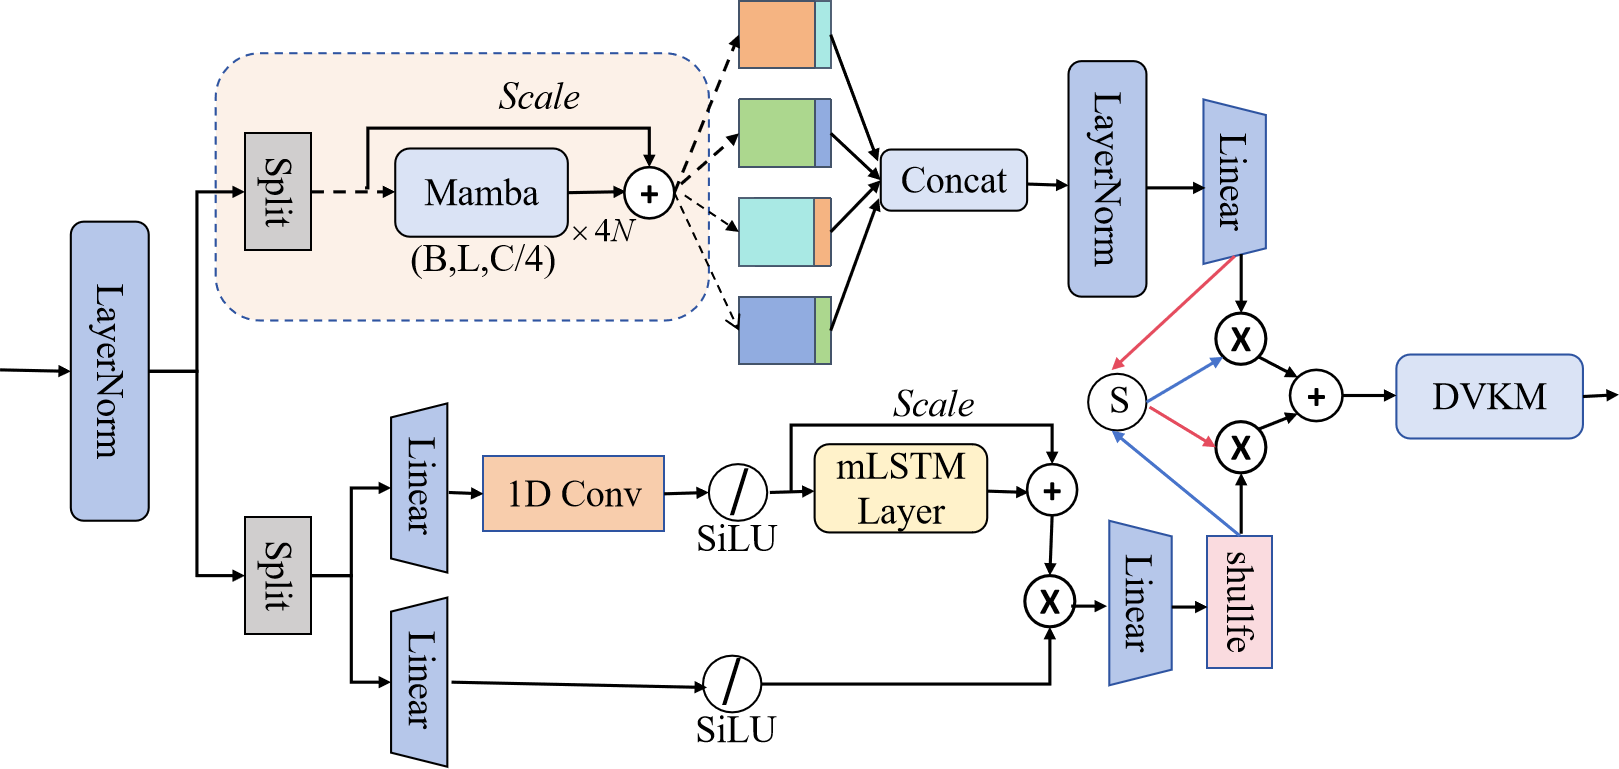 LayerNorm
Split
Scale
Mamba
(B,L,C/4)
× 4N
+
Concat
LayerNorm
Linear
X
S
X
+
DVKM
Split
Linear
1D Conv
SiLU
Scale
mLSTM
Layer
+
X
Linear
shullfe
Linear
SiLU